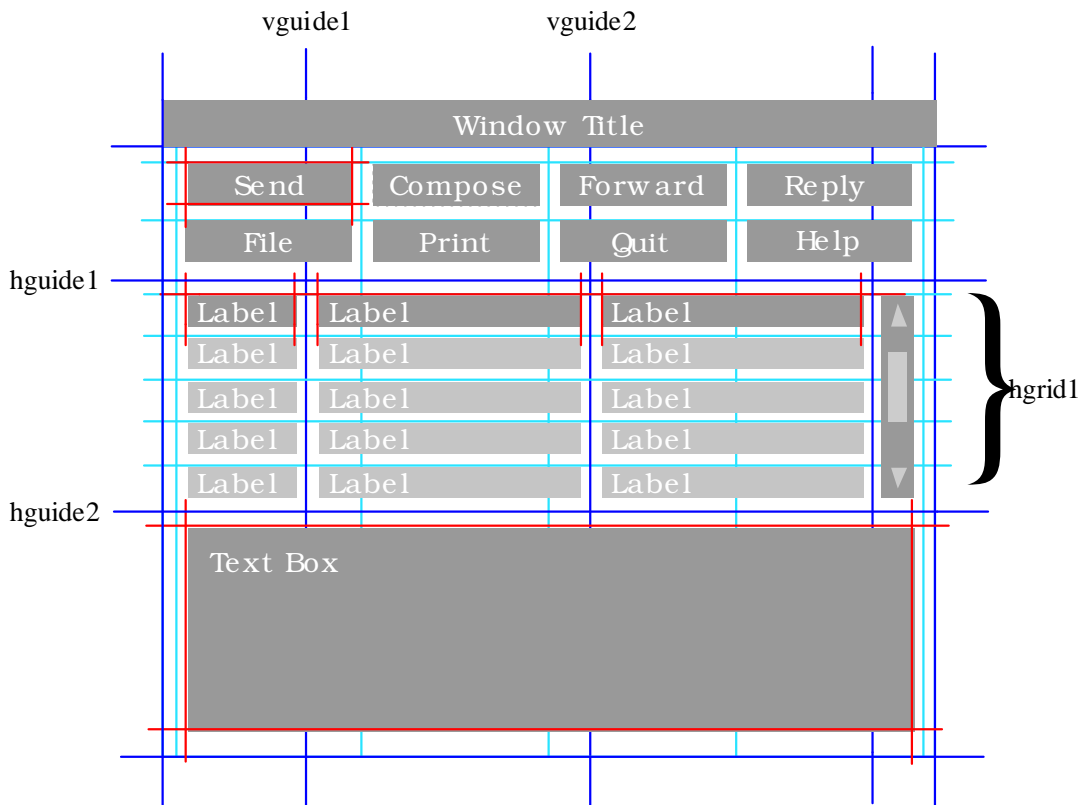 vguide1 vguide2
Window Title
Send Compose Forward Reply
File Print Quit Help
hguide1
Label Label Label
Label Label Label
Label Label Label
hgrid1
Label Label Label
Label Label Label
hguide2
Text Box